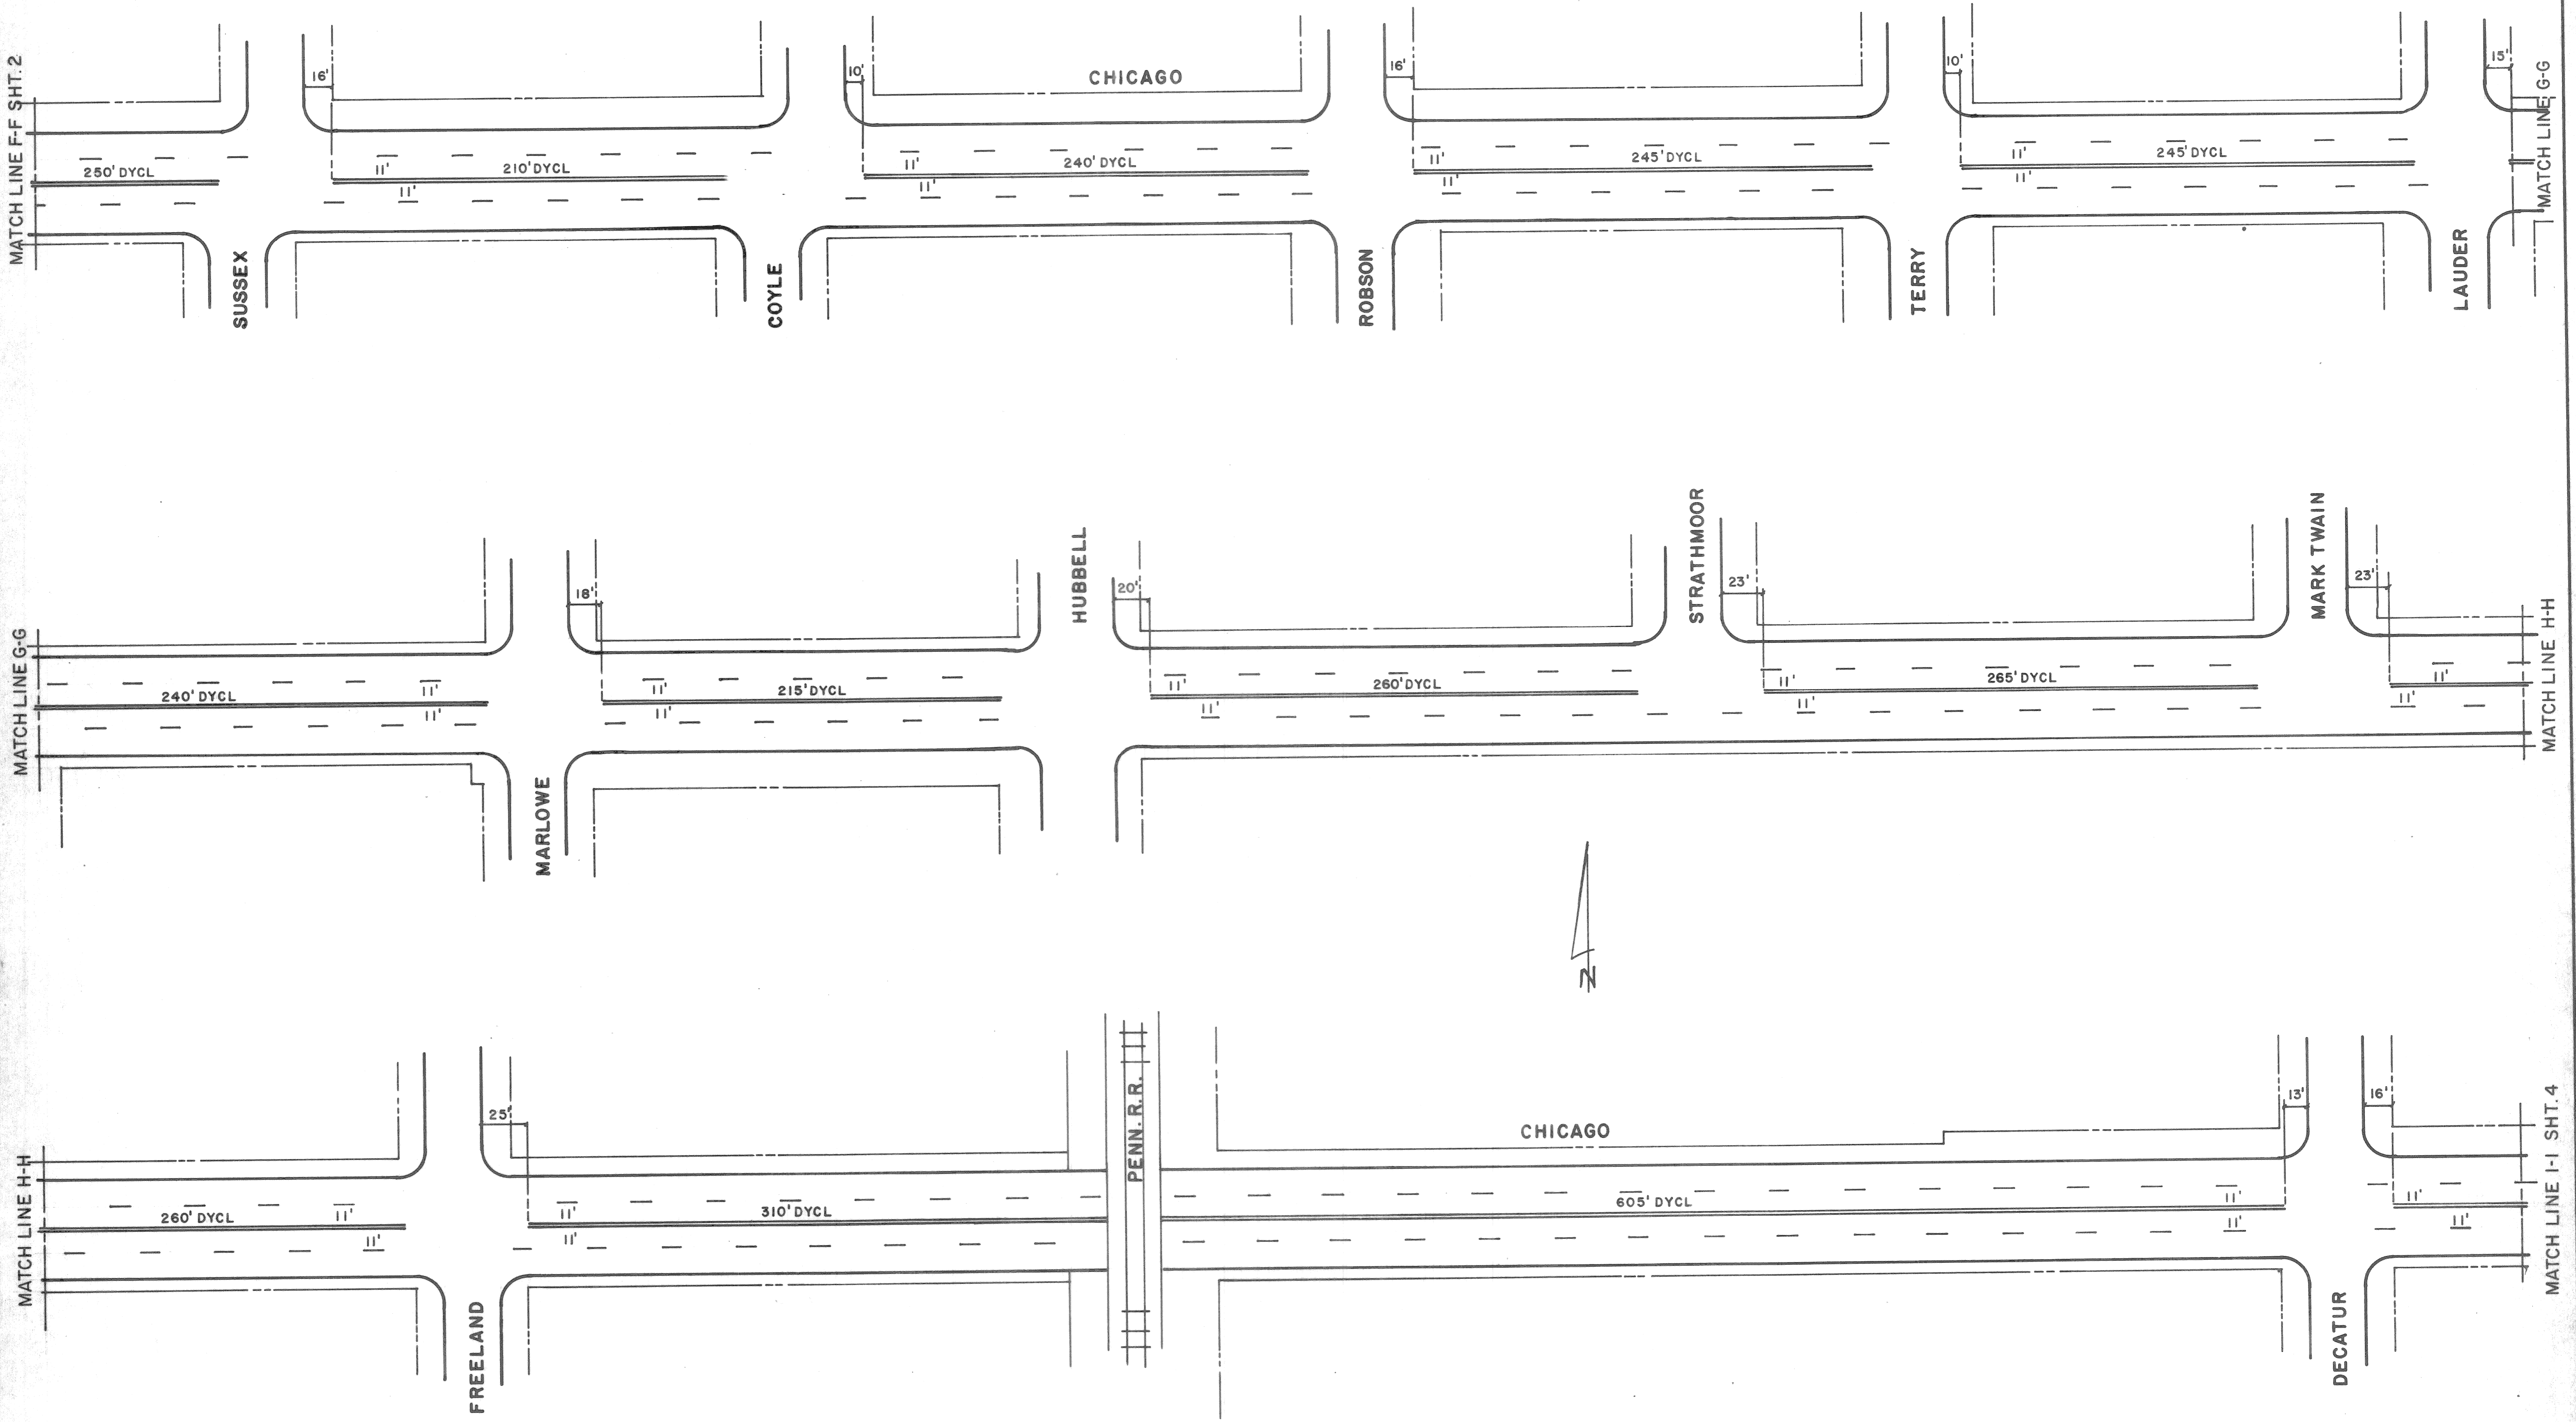 MATCH LINE F-F SHT. 2
16'
10'
CHICAGO
16'
10'
15'
MATCH LINE G-G
250' DYCL
11'
210' DYCL
11'
11'
240' DYCL
11'
11'
245' DYCL
11'
11'
245' DYCL
11'
SUSSEX
COYLE
ROBSON
TERRY
LAUDER
MATCH LINE G-G
18'
HUBBELL
20'
STRATHMOOR
23'
MARK TWAIN
23'
MATCH LINE H-H
240' DYCL
11'
11'
11'
215' DYCL
11'
11'
260' DYCL
11'
11'
265' DYCL
11'
11'
11'
MARLOWE
N
MATCH LINE H-H
25'
PENN. R.R.
CHICAGO
13'
16'
MATCH LINE I-I SHT. 4
260' DYCL
11'
11'
11'
310' DYCL
11'
605' DYCL
11'
11'
11'
11'
FREELAND
DECATUR